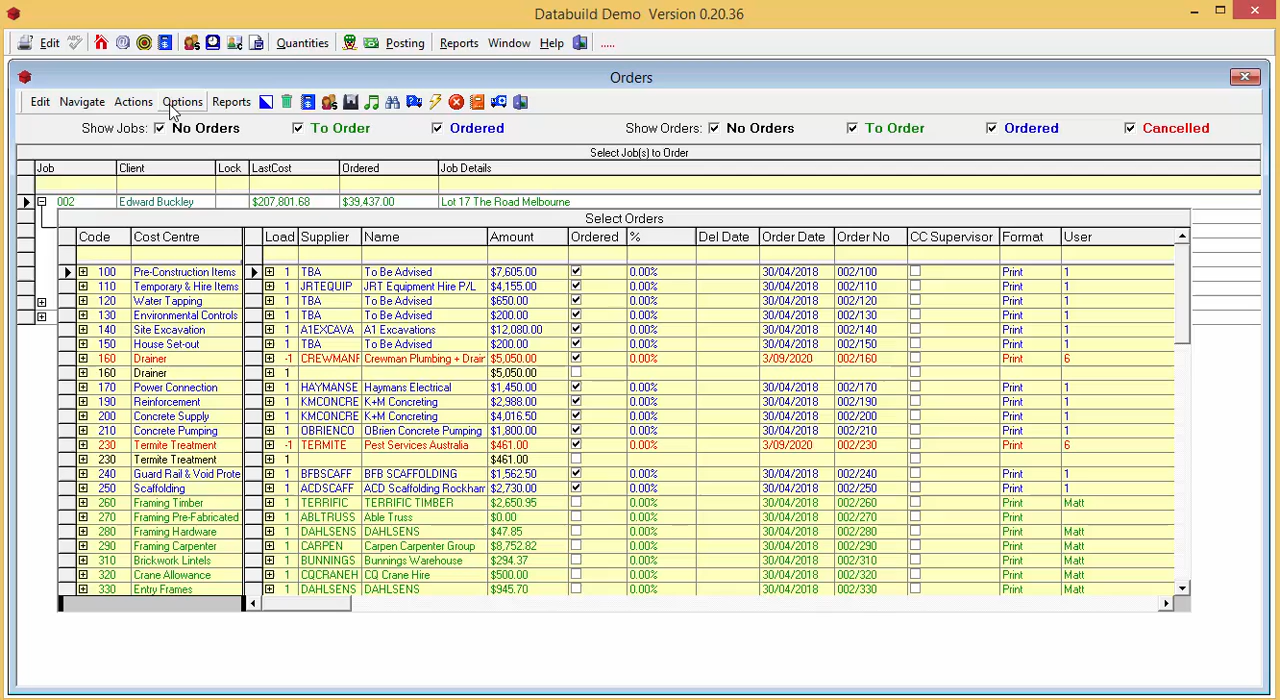 Databuild Demo Version 0.20.36
Edit Quantities Posting Reports Window Help .....
Orders
Edit Navigate Actions Options Reports
Show Jobs: No Orders To Order Ordered Show Orders: No Orders To Order Ordered Cancelled
Select Job(s) to Order
Job Client Lock LastCost Ordered Job Details
002 Edward Buckley $207,801.68 $39,437.00 Lot 17 The Road Melbourne
Select Orders
Code Cost Centre Load Supplier Name Amount Ordered % Del Date Order Date Order No CC Supervisor Format User
100 Pre-Construction Items 1 TBA To Be Advised $7,605.00 0.00% 30/04/2018 002/100 Print 1
110 Temporary & Hire Items 1 JRTEQUIP JRT Equipment Hire P/L $4,155.00 0.00% 30/04/2018 002/110 Print 1
120 Water Tapping 1 TBA To Be Advised $650.00 0.00% 30/04/2018 002/120 Print 1
130 Environmental Controls 1 TBA To Be Advised $200.00 0.00% 30/04/2018 002/130 Print 1
140 Site Excavation 1 A1EXCAVA A1 Excavations $12,080.00 0.00% 30/04/2018 002/140 Print 1
150 House Set-out 1 TBA To Be Advised $200.00 0.00% 30/04/2018 002/150 Print 1
160 Drainer -1 CREWMANF Crewman Plumbing + Drair $5,050.00 0.00% 3/09/2020 002/160 Print 6
160 Drainer 1 $5,050.00
170 Power Connection 1 HAYMANSE Haymans Electrical $1,450.00 0.00% 30/04/2018 002/170 Print 1
190 Reinforcement 1 KMCONCRE K+M Concreting $2,988.00 0.00% 30/04/2018 002/190 Print 1
200 Concrete Supply 1 KMCONCRE K+M Concreting $4,016.50 0.00% 30/04/2018 002/200 Print 1
210 Concrete Pumping 1 OBRIENCO OBrien Concrete Pumping $1,800.00 0.00% 30/04/2018 002/210 Print 1
230 Termite Treatment -1 TERMITE Pest Services Australia $461.00 0.00% 3/09/2020 002/230 Print 6
230 Termite Treatment 1 $461.00
240 Guard Rail & Void Prote 1 BFBSCAFF BFB SCAFFOLDING $1,562.50 0.00% 30/04/2018 002/240 Print 1
250 Scaffolding 1 ACDSCAFF ACD Scaffolding Rockham $2,730.00 0.00% 30/04/2018 002/250 Print 1
260 Framing Timber 1 TERRIFIC TERRIFIC TIMBER $2,650.95 0.00% 30/04/2018 002/260 Print Matt
270 Framing Pre-Fabricated 1 ABLTRUSS Able Truss $0.00 0.00% 30/04/2018 002/270 Print
280 Framing Hardware 1 DAHLSENS DAHLSENS $47.85 0.00% 30/04/2018 002/280 Print Matt
290 Framing Carpenter 1 CARPEN Carpen Carpenter Group $8,752.82 0.00% 30/04/2018 002/290 Print Matt
310 Brickwork Lintels 1 BUNNINGS Bunnings Warehouse $294.37 0.00% 30/04/2018 002/310 Print Matt
320 Crane Allowance 1 CQCRANEH CQ Crane Hire $500.00 0.00% 30/04/2018 002/320 Print Matt
330 Entry Frames 1 DAHLSENS DAHLSENS $945.70 0.00% 30/04/2018 002/330 Print Matt